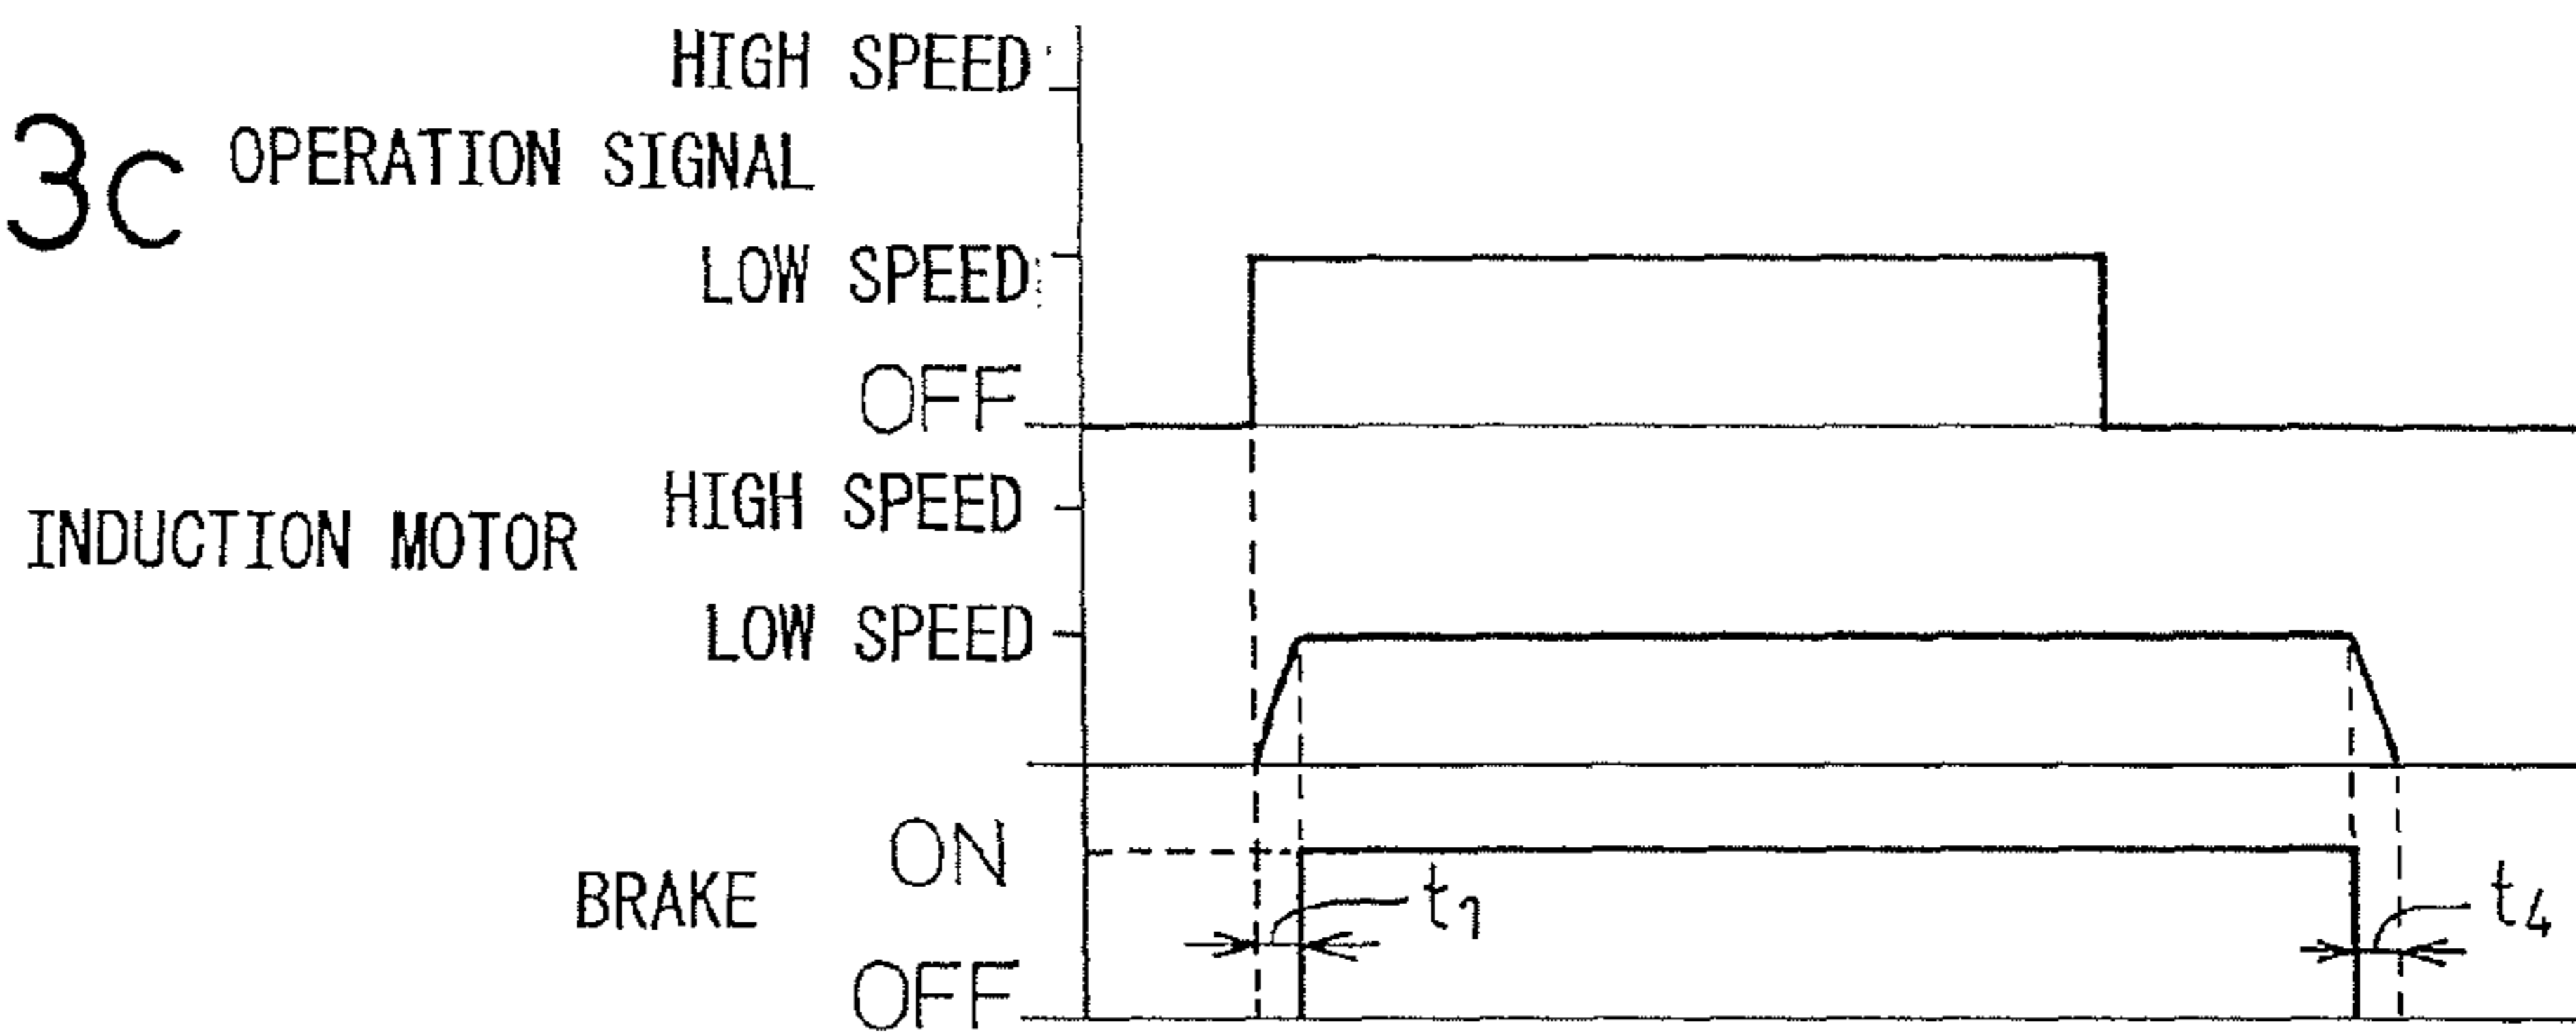 HIGH SPEED
3c OPERATION SIGNAL
LOW SPEED
OFF
HIGH SPEED
INDUCTION MOTOR
LOW SPEED
ON
BRAKE
t1
t4
OFF